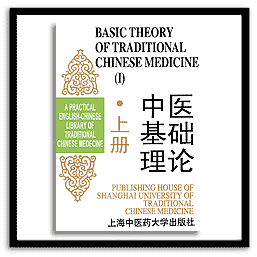 BASIC THEORY
OF TRADITIONAL
CHINESE MEDICINE
(I)
A PRACTICAL
ENGLISH-CHINESE
LIBRARY OF
TRADITIONAL
CHINESE MEDECINE
·上册
中医
基础
理论
PUBLISHING HOUSE OF
SHANGHAI UNIVERSITY OF
TRADITIONAL
CHINESE MEDICINE
上海中医药大学出版社